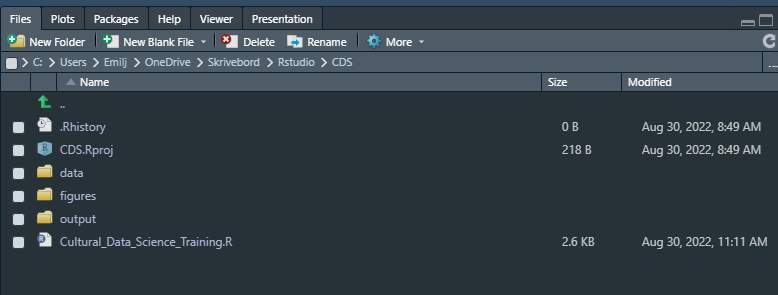 Files Plots Packages Help Viewer Presentation
New Folder New Blank File Delete Rename More
C: Users Emilj OneDrive Skrivebord Rstudio CDS ...
Name Size Modified
..
.Rhistory 0 B Aug 30, 2022, 8:49 AM
CDS.Rproj 218 B Aug 30, 2022, 8:49 AM
data
figures
output
Cultural_Data_Science_Training.R 2.6 KB Aug 30, 2022, 11:11 AM